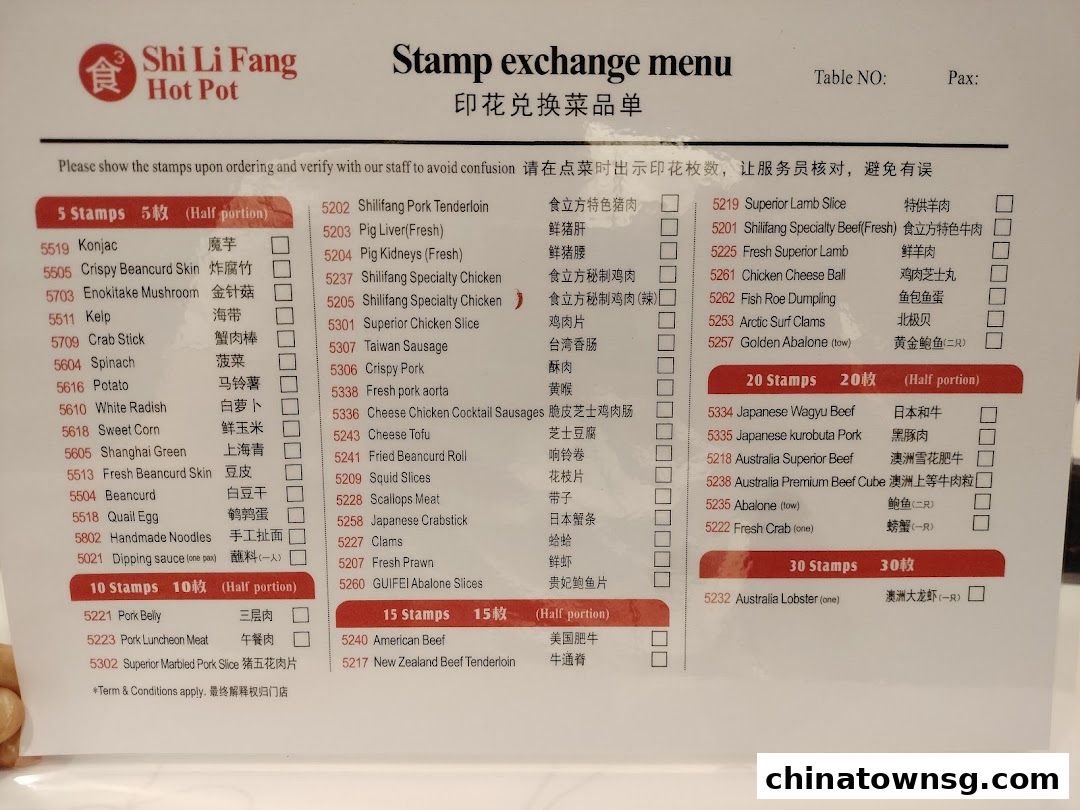 食3 Shi Li Fang
Hot Pot
Stamp exchange menu
印花兑换菜品单
Table NO: Pax:
Please show the stamps upon ordering and verify with our staff to avoid confusion 请在点菜时出示印花枚数，让服务员核对，避免有误
5 Stamps 5枚 (Half portion)
5519 Konjac 魔芋
5505 Crispy Beancurd Skin 炸腐竹
5703 Enokitake Mushroom 金针菇
5511 Kelp 海带
5709 Crab Stick 蟹肉棒
5604 Spinach 菠菜
5616 Potato 马铃薯
5610 White Radish 白萝卜
5618 Sweet Corn 鲜玉米
5605 Shanghai Green 上海青
5513 Fresh Beancurd Skin 豆皮
5504 Beancurd 白豆干
5518 Quail Egg 鹌鹑蛋
5802 Handmade Noodles 手工扯面
5021 Dipping sauce (one pax) 蘸料(一人)
10 Stamps 10枚 (Half portion)
5221 Pork Belly 三层肉
5223 Pork Luncheon Meat 午餐肉
5302 Superior Marbled Pork Slice 猪五花肉片
*Term & Conditions apply. 最终解释权归门店
5202 Shilifang Pork Tenderloin 食立方特色猪肉
5203 Pig Liver(Fresh) 鲜猪肝
5204 Pig Kidneys (Fresh) 鲜猪腰
5237 Shilifang Specialty Chicken 食立方秘制鸡肉
5205 Shilifang Specialty Chicken 食立方秘制鸡肉(辣)
5301 Superior Chicken Slice 鸡肉片
5307 Taiwan Sausage 台湾香肠
5306 Crispy Pork 酥肉
5338 Fresh pork aorta 黄喉
5336 Cheese Chicken Cocktail Sausages 脆皮芝士鸡肉肠
5243 Cheese Tofu 芝士豆腐
5241 Fried Beancurd Roll 响铃卷
5209 Squid Slices 花枝片
5228 Scallops Meat 带子
5258 Japanese Crabstick 日本蟹条
5227 Clams 蛤蛤
5207 Fresh Prawn 鲜虾
5260 GUIFEI Abalone Slices 贵妃鲍鱼片
15 Stamps 15枚 (Half portion)
5240 American Beef 美国肥牛
5217 New Zealand Beef Tenderloin 牛通脊
5219 Superior Lamb Slice 特供羊肉
5201 Shilifang Specialty Beef(Fresh) 食立方特色牛肉
5225 Fresh Superior Lamb 鲜羊肉
5261 Chicken Cheese Ball 鸡肉芝士丸
5262 Fish Roe Dumpling 鱼包鱼蛋
5253 Arctic Surf Clams 北极贝
5257 Golden Abalone (tow) 黄金鲍鱼(二只)
20 Stamps 20枚 (Half portion)
5334 Japanese Wagyu Beef 日本和牛
5335 Japanese kurobuta Pork 黑豚肉
5218 Australia Superior Beef 澳洲雪花肥牛
5238 Australia Premium Beef Cube 澳洲上等牛肉粒
5235 Abalone (tow) 鲍鱼(二只)
5222 Fresh Crab (one) 螃蟹(一只)
30 Stamps 30枚
5232 Australia Lobster (one) 澳洲大龙虾(一只)
chinatownsg.com